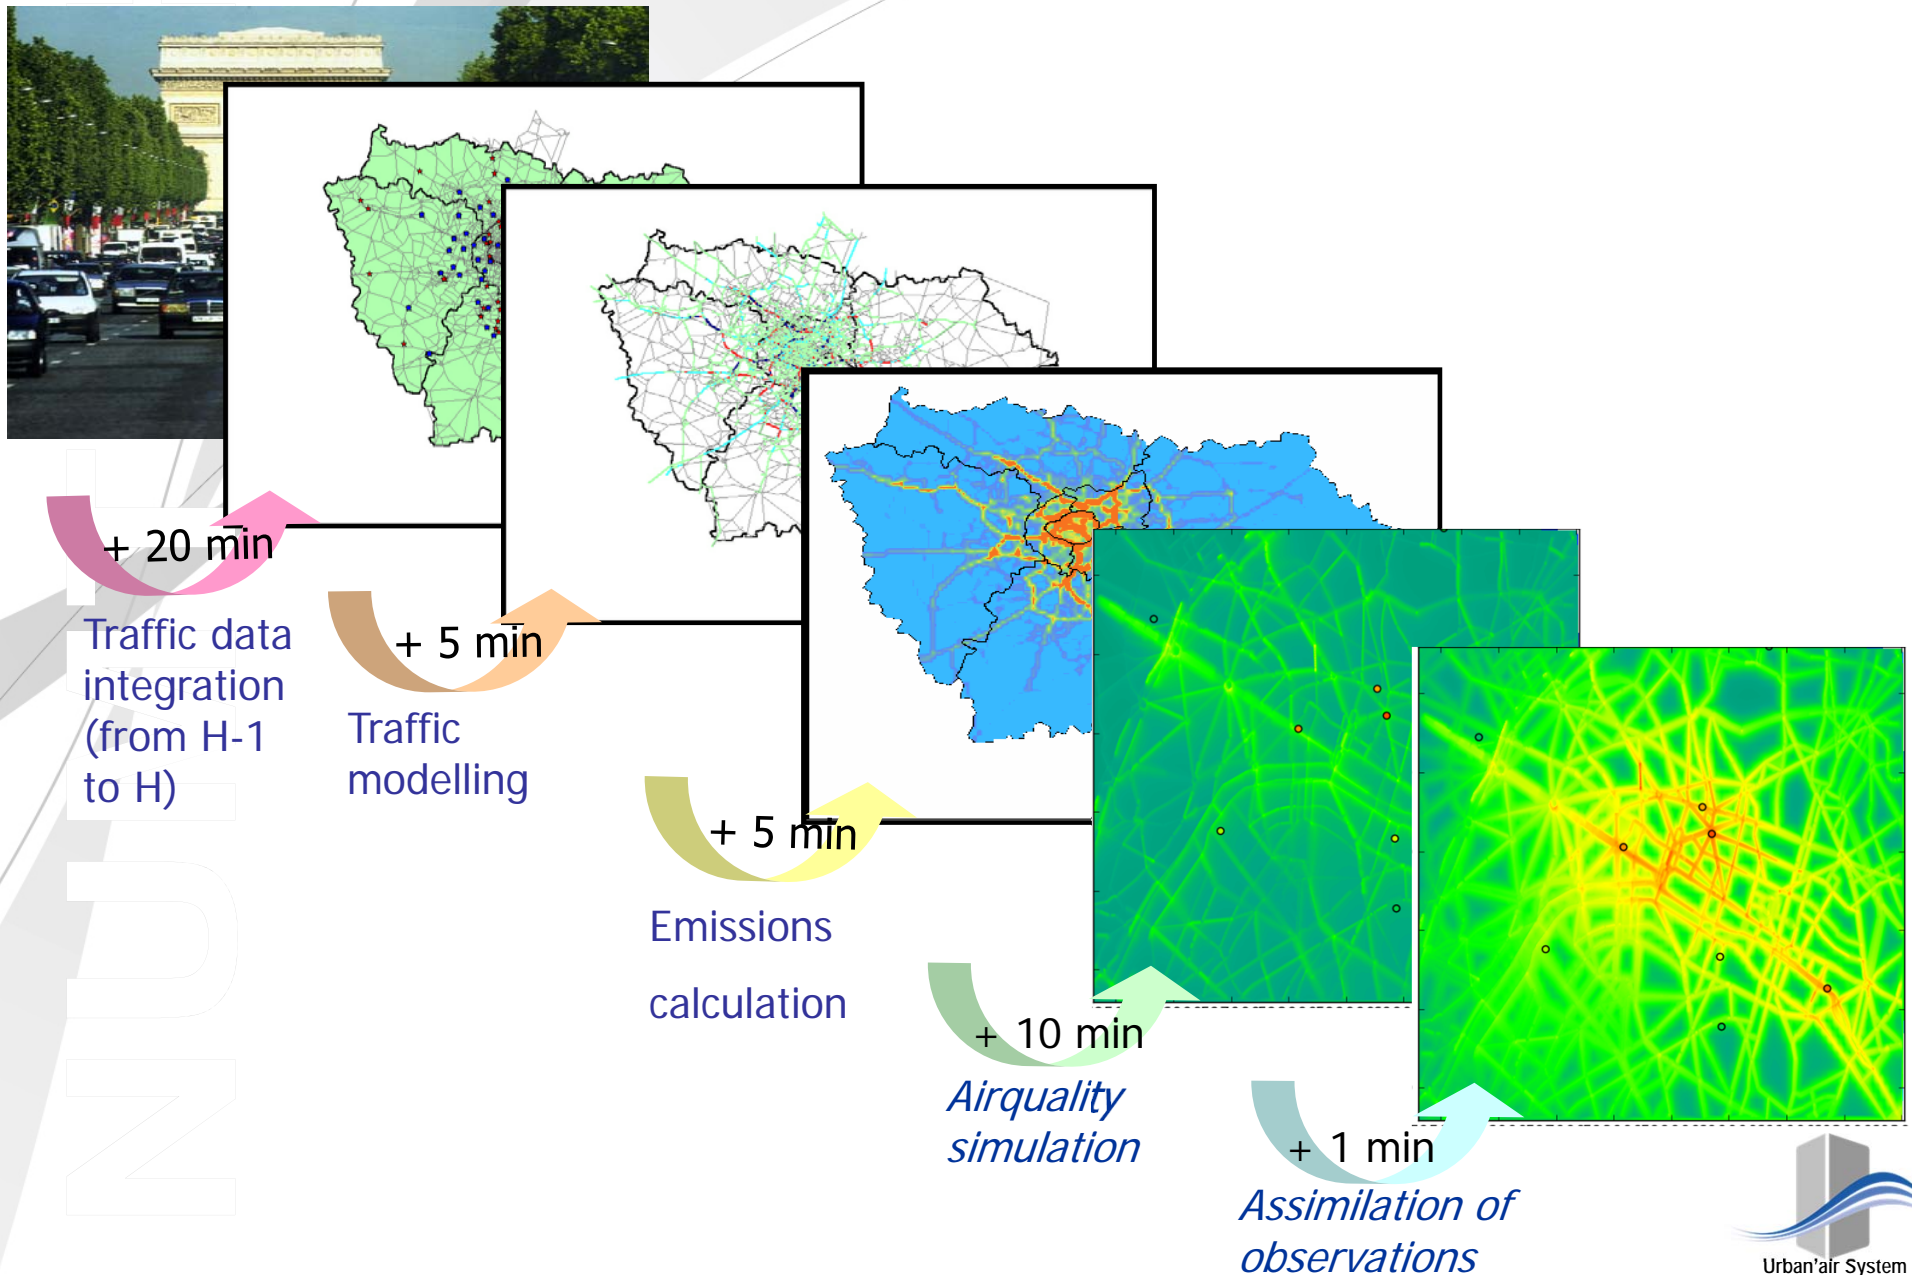 + 20 min
Traffic data
integration
(from H-1
to H)
+ 5 min
Traffic
modelling
+ 5 min
Emissions
calculation
+ 10 min
Airquality
simulation
+ 1 min
Assimilation of
observations
Urban'air System